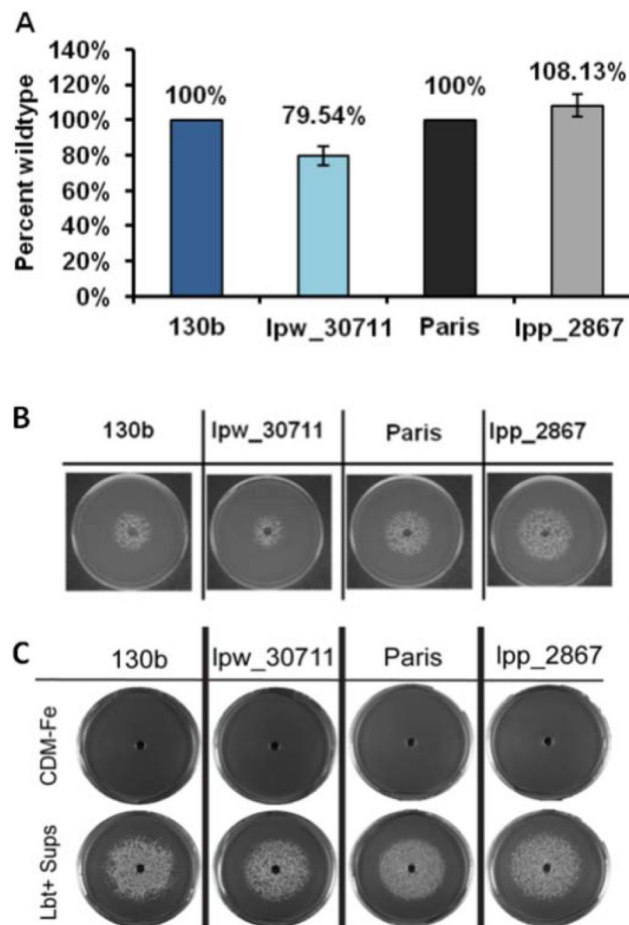 A
Percent wildtype
140%
120%
100%
80%
60%
40%
20%
0%
100%
79.54%
100%
108.13%
130b lpw_30711 Paris lpp_2867
B
130b lpw_30711 Paris lpp_2867
C
130b lpw_30711 Paris lpp_2867
CDM-Fe
Lbt+ Sups